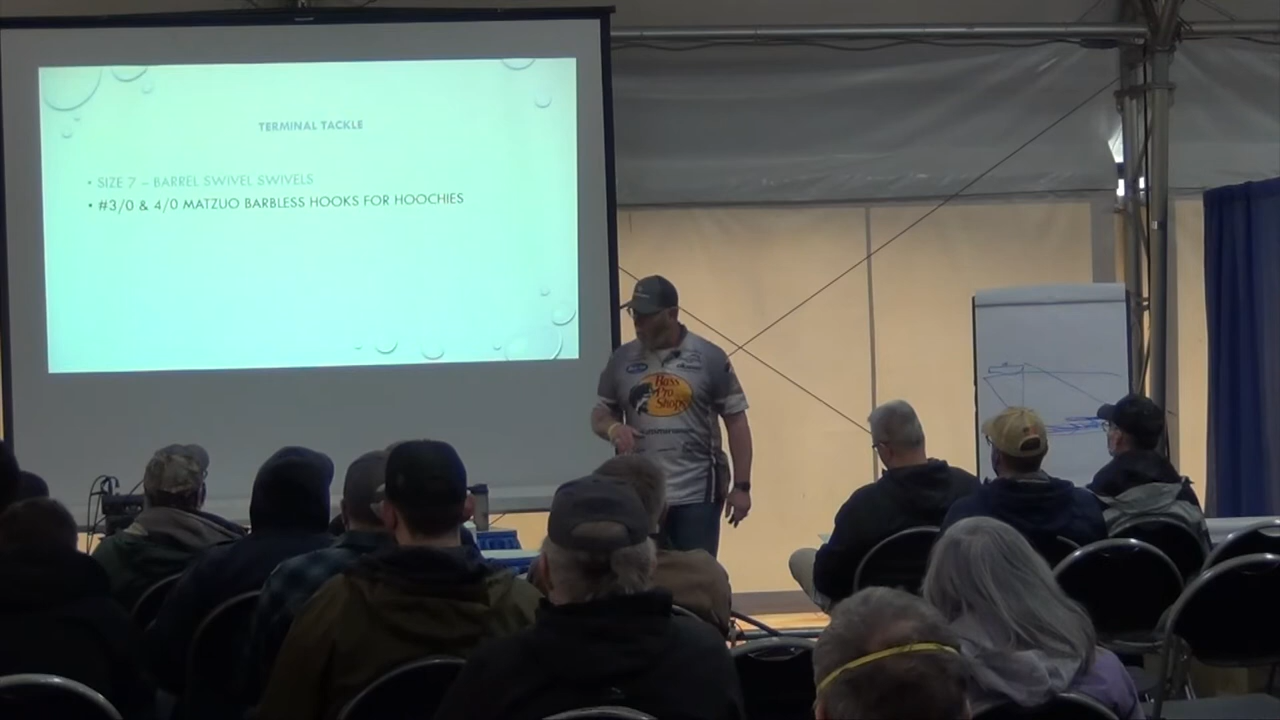 TERMINAL TACKLE
• SIZE 7 – BARREL SWIVEL SWIVELS
• #3/0 & 4/0 MATZUO BARBLESS HOOKS FOR HOOCHIES
Bass
Pro
Shops